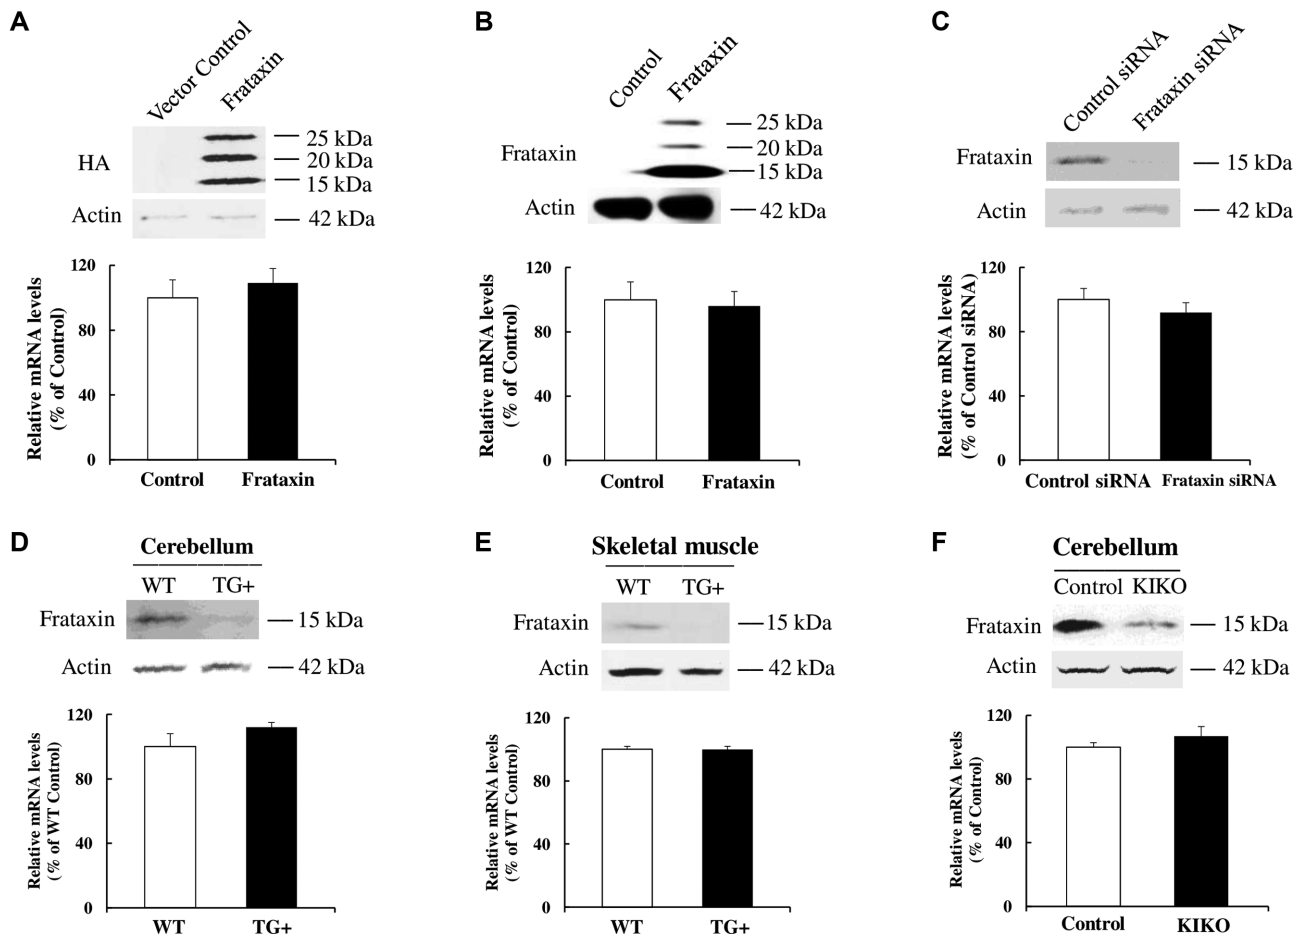 A
Vector Control
Frataxin
HA
25 kDa
20 kDa
15 kDa
Actin
42 kDa
Relative mRNA levels
(% of Control)
120
80
40
0
Control
Frataxin
B
Control
Frataxin
Frataxin
25 kDa
20 kDa
15 kDa
Actin
42 kDa
Relative mRNA levels
(% of Control)
120
80
40
0
Control
Frataxin
C
Control siRNA
Frataxin siRNA
Frataxin
15 kDa
Actin
42 kDa
Relative mRNA levels
(% of Control siRNA)
120
80
40
0
Control siRNA
Frataxin siRNA
D
Cerebellum
WT
TG+
Frataxin
15 kDa
Actin
42 kDa
Relative mRNA levels
(% of WT Control)
120
80
40
0
WT
TG+
E
Skeletal muscle
WT
TG+
Frataxin
15 kDa
Actin
42 kDa
Relative mRNA levels
(% of WT Control)
120
80
40
0
WT
TG+
F
Cerebellum
Control
KIKO
Frataxin
15 kDa
Actin
42 kDa
Relative mRNA levels
(% of Control)
120
80
40
0
Control
KIKO